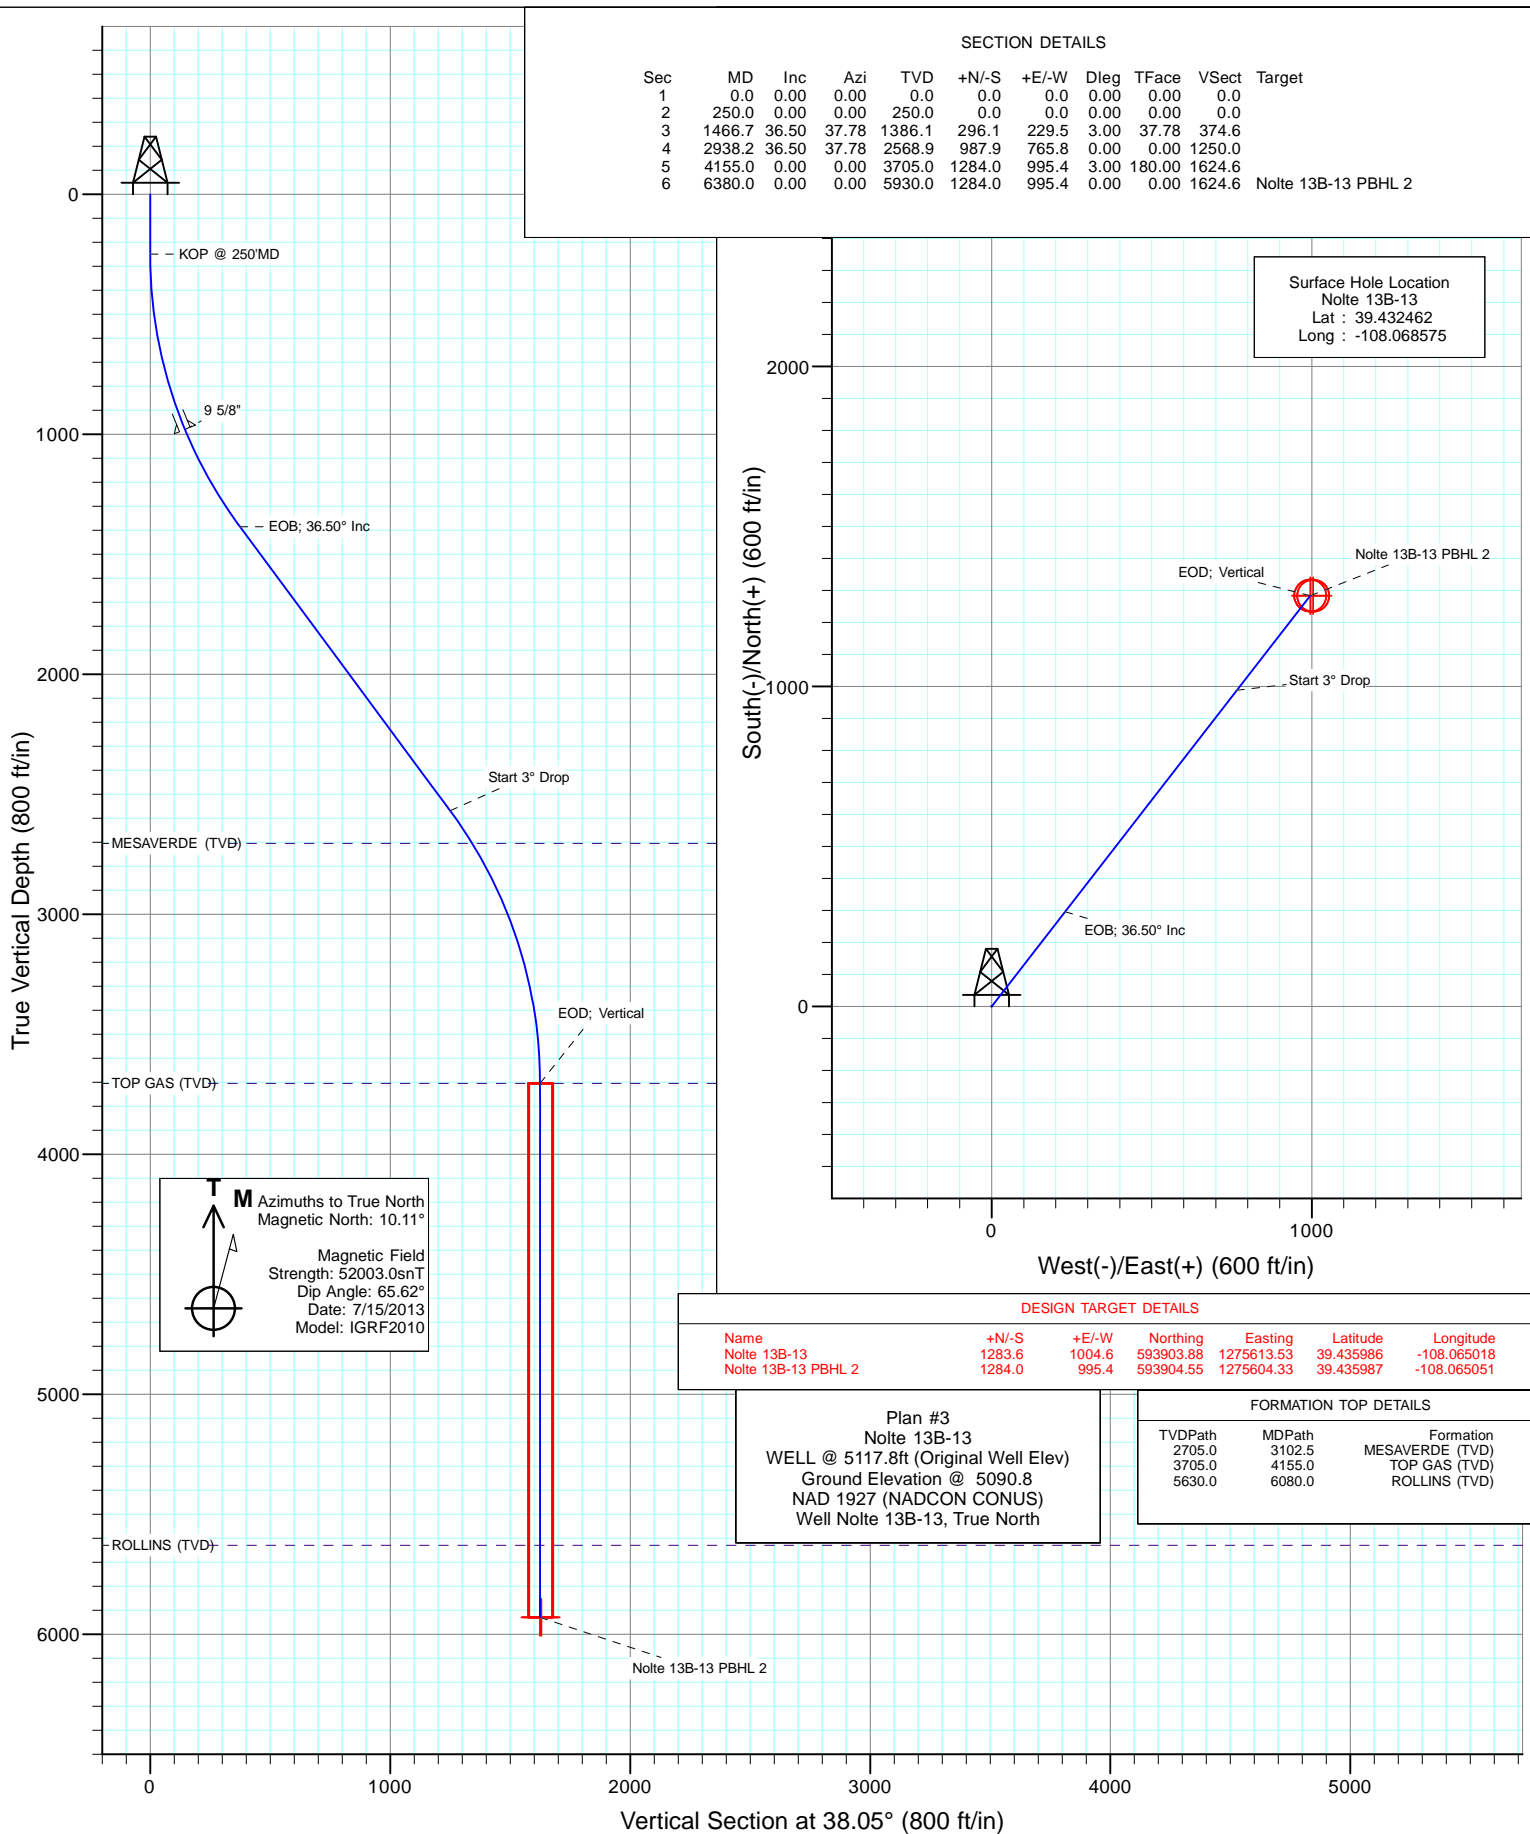 SECTION DETAILS
Sec MD Inc Azi TVD +N/-S +E/-W Dleg TFace VSect Target
1 0.0 0.00 0.00 0.0 0.0 0.0 0.00 0.00 0.0
2 250.0 0.00 0.00 250.0 0.0 0.0 0.00 0.00 0.0
3 1466.7 36.50 37.78 1386.1 296.1 229.5 3.00 37.78 374.6
4 2938.2 36.50 37.78 2568.9 987.9 765.8 0.00 0.00 1250.0
5 4155.0 0.00 0.00 3705.0 1284.0 995.4 3.00 180.00 1624.6
6 6380.0 0.00 0.00 5930.0 1284.0 995.4 0.00 0.00 1624.6 Nolte 13B-13 PBHL 2
True Vertical Depth (800 ft/in)
0
1000
2000
3000
4000
5000
6000
KOP @ 250'MD
9 5/8"
EOB; 36.50° Inc
Start 3° Drop
MESAVERDE (TVD)
EOD; Vertical
TOP GAS (TVD)
ROLLINS (TVD)
Nolte 13B-13 PBHL 2
0
1000
2000
3000
4000
5000
Vertical Section at 38.05° (800 ft/in)
T
M
Azimuths to True North
Magnetic North: 10.11°
Magnetic Field
Strength: 52003.0snT
Dip Angle: 65.62°
Date: 7/15/2013
Model: IGRF2010
Surface Hole Location
Nolte 13B-13
Lat : 39.432462
Long : -108.068575
South(-)/North(+) (600 ft/in)
2000
1000
0
Nolte 13B-13 PBHL 2
EOD; Vertical
Start 3° Drop
EOB; 36.50° Inc
0
1000
West(-)/East(+) (600 ft/in)
DESIGN TARGET DETAILS
Name +N/-S +E/-W Northing Easting Latitude Longitude
Nolte 13B-13 1283.6 1004.6 593903.88 1275613.53 39.435986 -108.065018
Nolte 13B-13 PBHL 2 1284.0 995.4 593904.55 1275604.33 39.435987 -108.065051
Plan #3
Nolte 13B-13
WELL @ 5117.8ft (Original Well Elev)
Ground Elevation @ 5090.8
NAD 1927 (NADCON CONUS)
Well Nolte 13B-13, True North
FORMATION TOP DETAILS
TVDPath MDPath Formation
2705.0 3102.5 MESAVERDE (TVD)
3705.0 4155.0 TOP GAS (TVD)
5630.0 6080.0 ROLLINS (TVD)